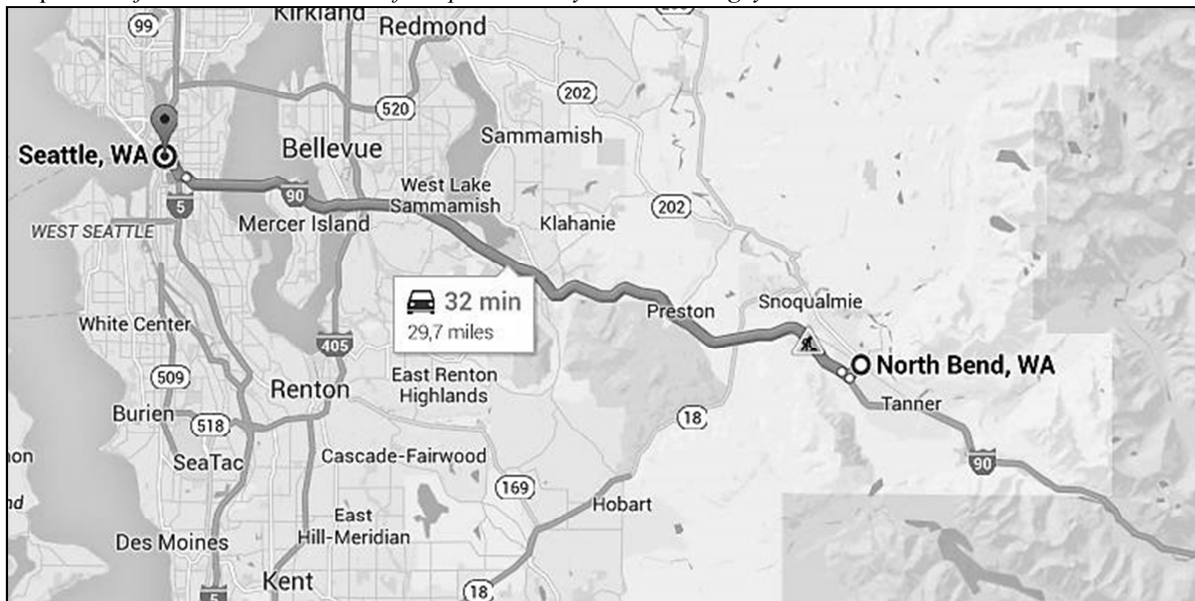 Kirkland
99
Redmond
520
202
Sammamish
Seattle, WA
Bellevue
West Lake
Sammamish
5
90
Mercer Island
WEST SEATTLE
Klahanie
202
32 min
29,7 miles
Snoqualmie
Preston
White Center
405
North Bend, WA
509
East Renton
Highlands
Renton
Tanner
Burien
518
18
SeaTac
Cascade-Fairwood
90
169
Hobart
East
Hill-Meridian
Des Moines
Kent
18
5